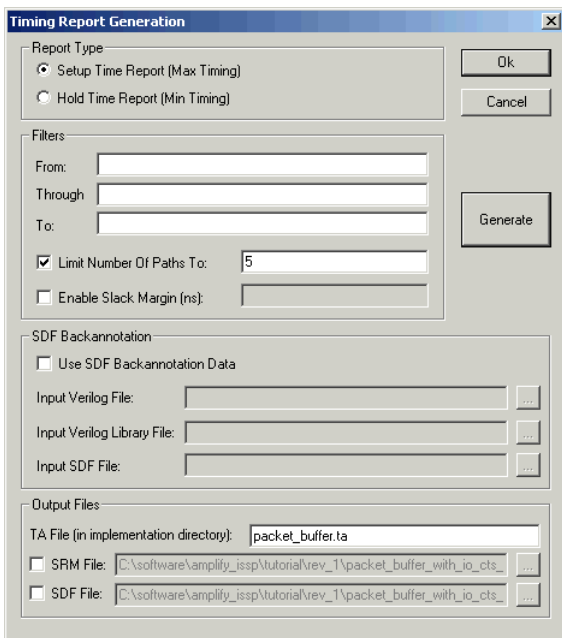 Timing Report Generation
Report Type
Setup Time Report (Max Timing)
Hold Time Report (Min Timing)
Ok
Cancel
Filters
From:
Through
To:
Generate
Limit Number Of Paths To: 5
Enable Slack Margin (ns):
SDF Backannotation
Use SDF Backannotation Data
Input Verilog File: ...
Input Verilog Library File: ...
Input SDF File: ...
Output Files
TA File (in implementation directory): packet_buffer.ta
SRM File: C:\software\amplify_issp\tutorial\rev_1\packet_buffer_with_io_cts_ ...
SDF File: C:\software\amplify_issp\tutorial\rev_1\packet_buffer_with_io_cts_ ...